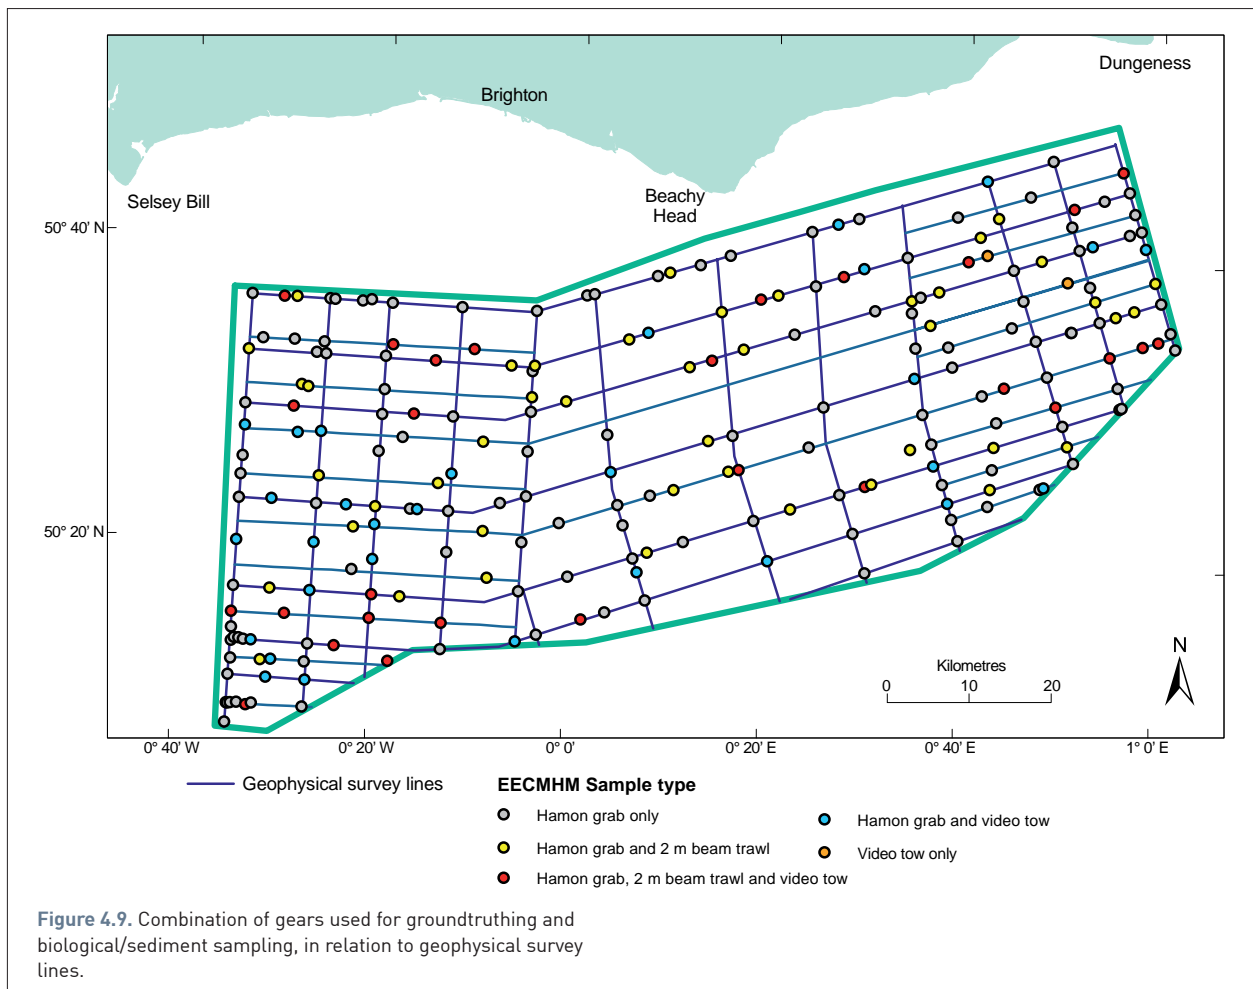 Dungeness
Brighton
Selsey Bill
Beachy
Head
50° 40' N
50° 20' N
N
Kilometres
0 10 20
0° 40' W 0° 20' W 0° 0' 0° 20' E 0° 40' E 1° 0' E
Geophysical survey lines
EECMHM Sample type
Hamon grab only
Hamon grab and 2 m beam trawl
Hamon grab, 2 m beam trawl and video tow
Hamon grab and video tow
Video tow only
Figure 4.9. Combination of gears used for groundtruthing and
biological/sediment sampling, in relation to geophysical survey
lines.